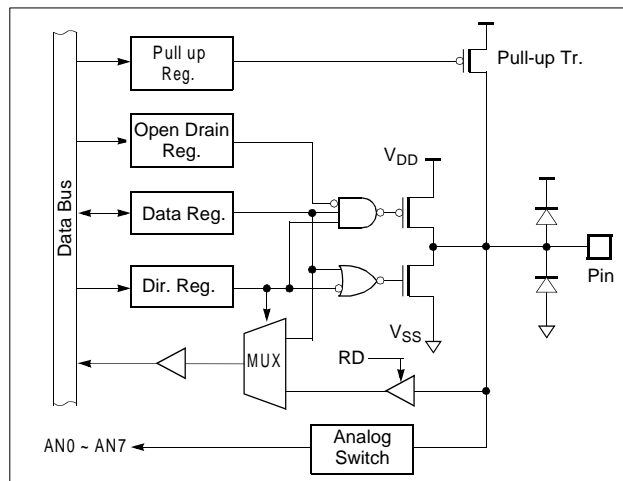 Pull up
Reg.
Pull-up Tr.
Open Drain
Reg.
VDD
Data Bus
Data Reg.
Dir. Reg.
Pin
VSS
MUX
RD
AN0 ~ AN7
Analog
Switch